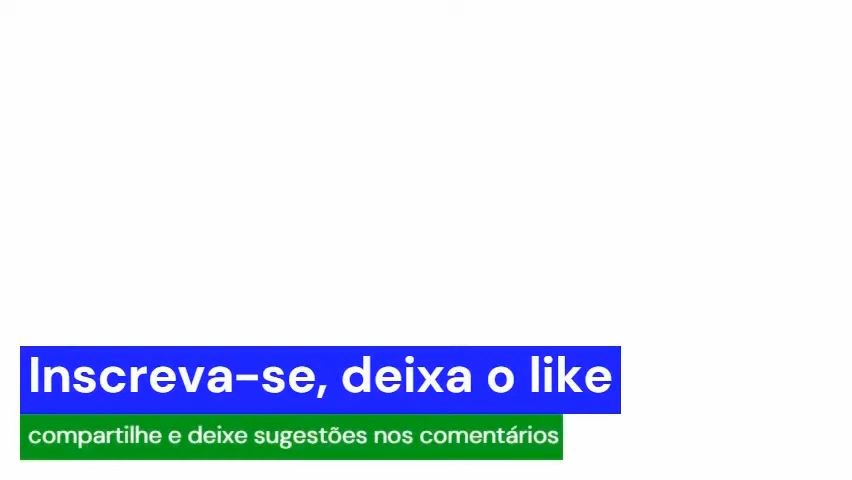 Inscreva-se, deixa o like
compartilhe e deixe sugestões nos comentários